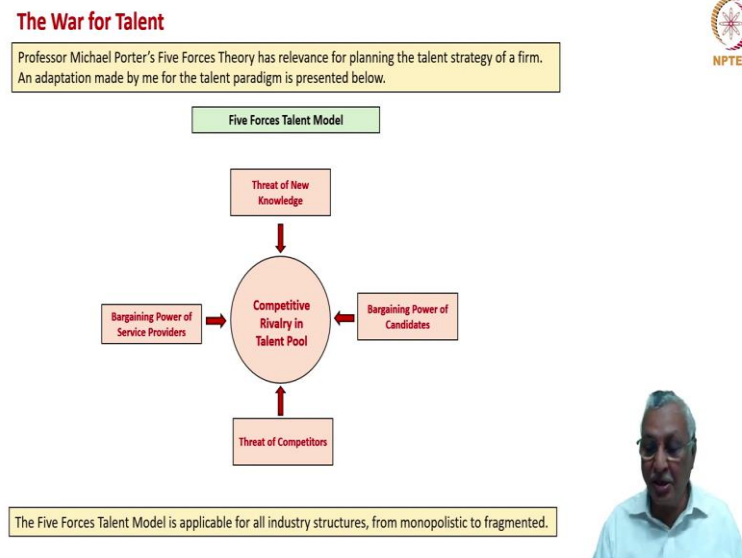 The War for Talent
NPTE
Professor Michael Porter's Five Forces Theory has relevance for planning the talent strategy of a firm.
An adaptation made by me for the talent paradigm is presented below.
Five Forces Talent Model
Threat of New
Knowledge
Bargaining Power of
Service Providers
Competitive
Rivalry in
Talent Pool
Bargaining Power of
Candidates
Threat of Competitors
The Five Forces Talent Model is applicable for all industry structures, from monopolistic to fragmented.